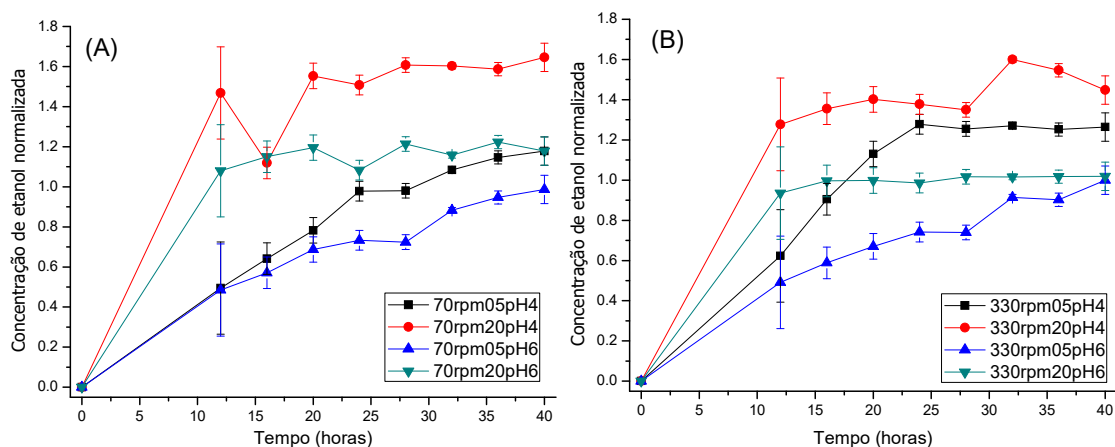 (A)
Concentração de etanol normalizada
1.8
1.6
1.4
1.2
1.0
0.8
0.6
0.4
0.2
0.0
70rpm05pH4
70rpm20pH4
70rpm05pH6
70rpm20pH6
0 5 10 15 20 25 30 35 40
Tempo (horas)
(B)
Concentração de etanol normalizada
1.8
1.6
1.4
1.2
1.0
0.8
0.6
0.4
0.2
0.0
330rpm05pH4
330rpm20pH4
330rpm05pH6
330rpm20pH6
0 5 10 15 20 25 30 35 40
Tempo (horas)